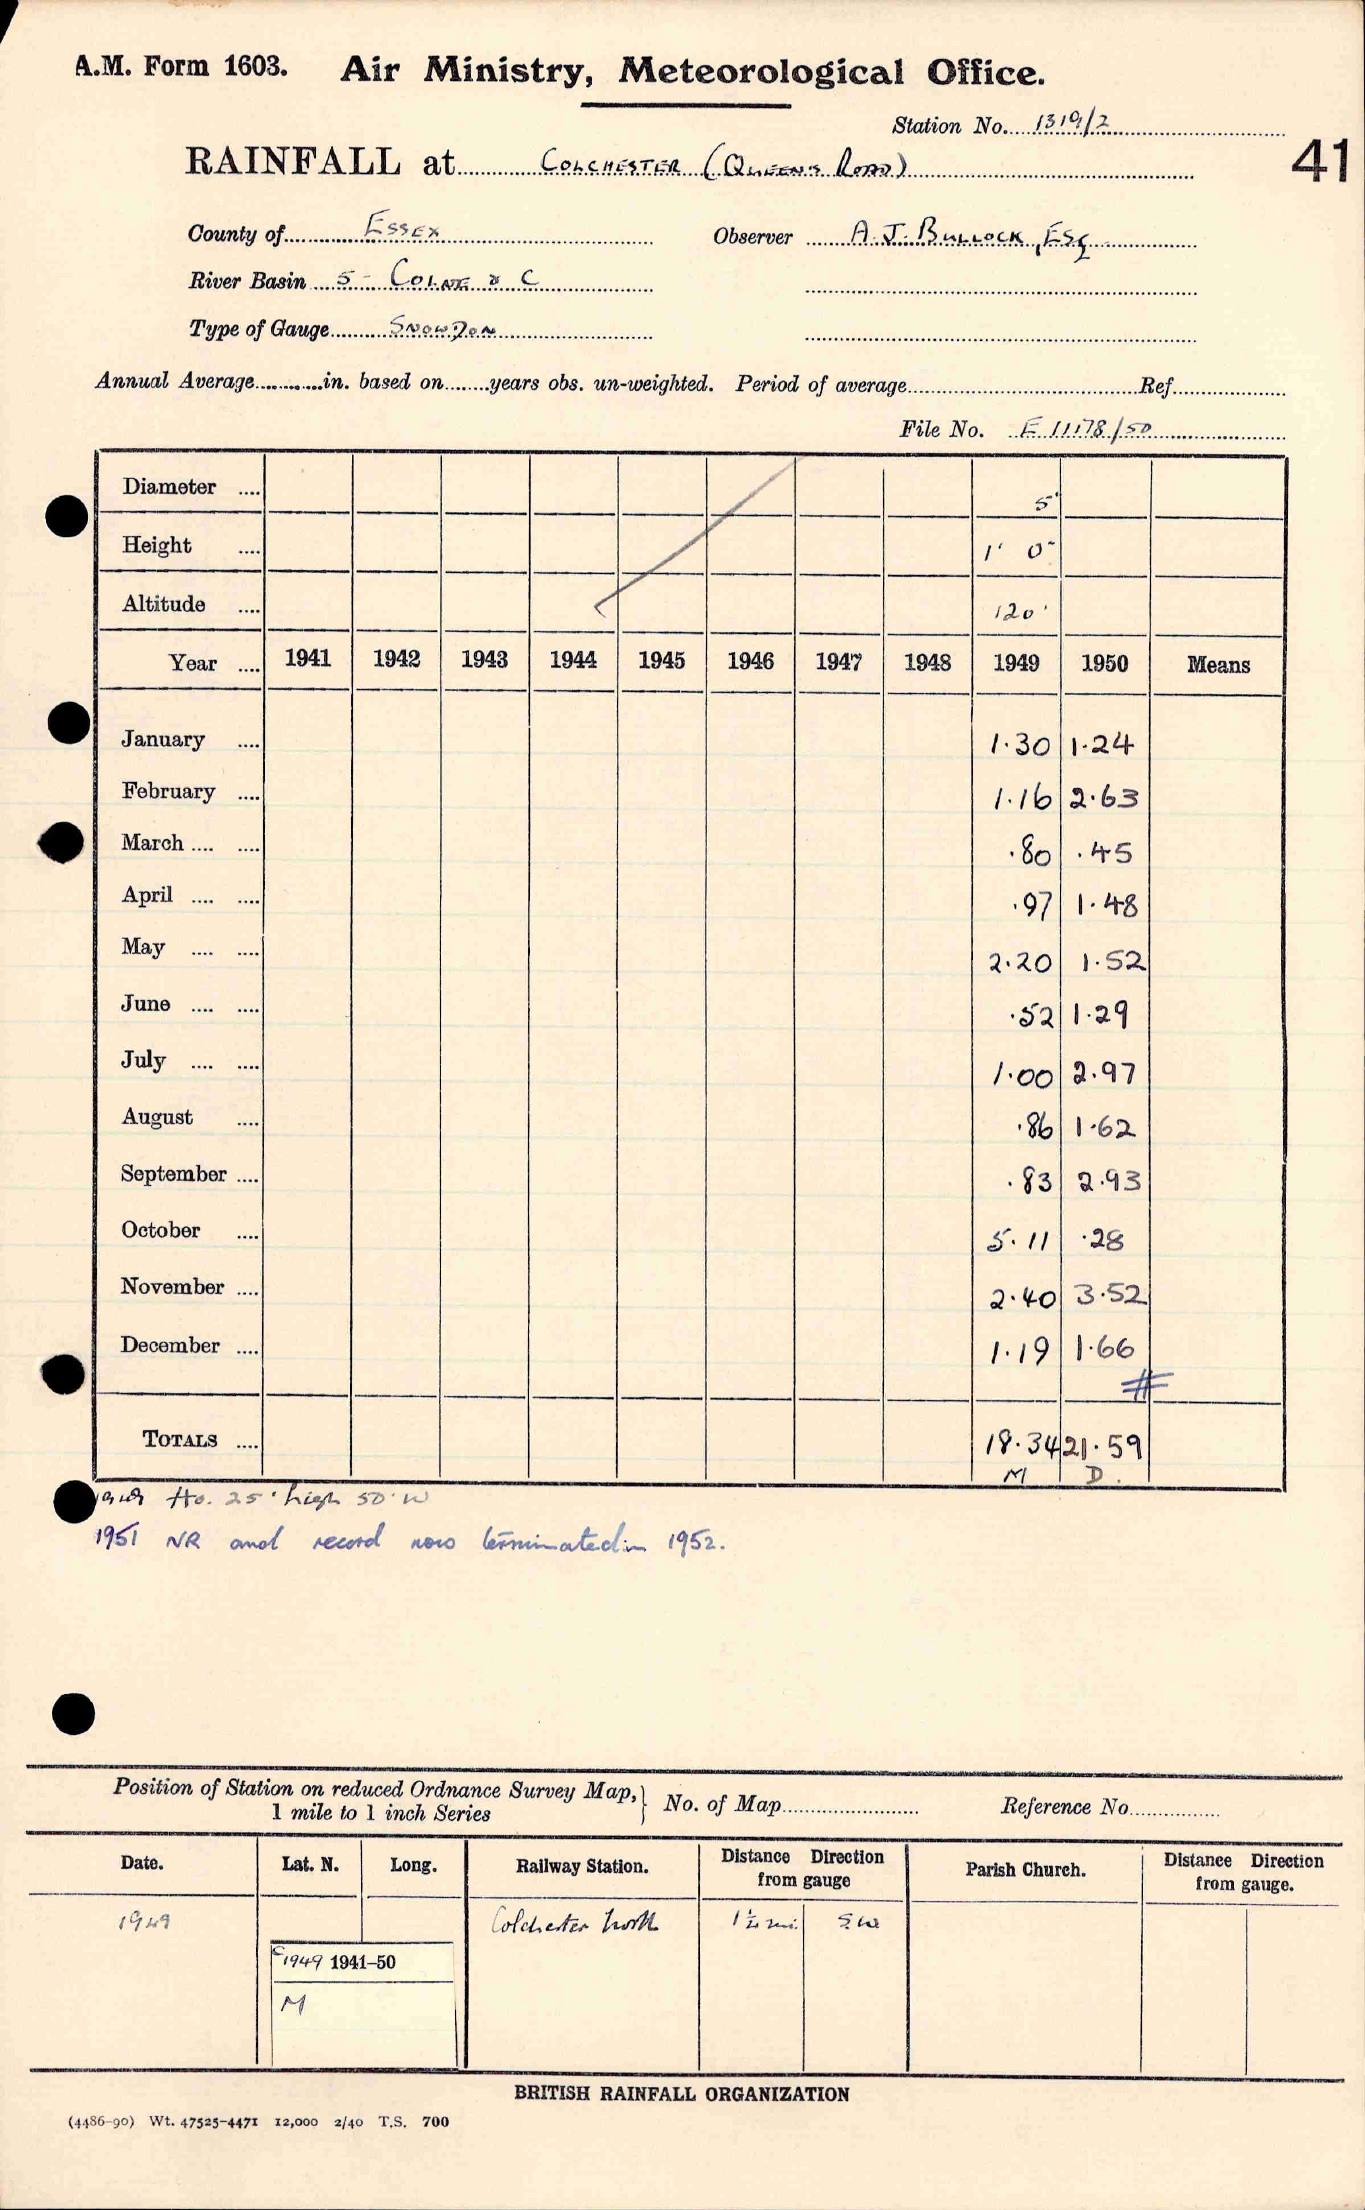 A.M. Form 1603. Air Ministry, Meteorological Office.
Station No. 1319/2
RAINFALL at COLCHESTER (QUEEN'S ROAD)
41
County of ESSEX Observer A. J. BULLOCK, ESQ
River Basin 5 - COLNE & C
Type of Gauge SNOWDON
Annual Average in. based on years obs. un-weighted. Period of average Ref.
File No. E 11178/50
Diameter 5"
Height 1' 0"
Altitude 120'
Year 1941 1942 1943 1944 1945 1946 1947 1948 1949 1950 Means
January 1.30 1.24
February 1.16 2.63
March .80 .45
April .97 1.48
May 2.20 1.52
June .52 1.29
July 1.00 2.97
August .86 1.62
September .83 2.93
October 5.11 .28
November 2.40 3.52
December 1.19 1.66
#
TOTALS 18.34 21.59
M D.
1949 Ho. 25' high 50' W
1951 NR and record now terminated in 1952.
Position of Station on reduced Ordnance Survey Map, 1 mile to 1 inch Series } No. of Map Reference No.
Date. Lat. N. Long. Railway Station. Distance Direction from gauge Parish Church. Distance Direction from gauge.
1949 Colchester North 1¼ mi S.W
c 1949 1941–50
M
BRITISH RAINFALL ORGANIZATION
(4486-90) Wt. 47525-4471 12,000 2/40 T.S. 700